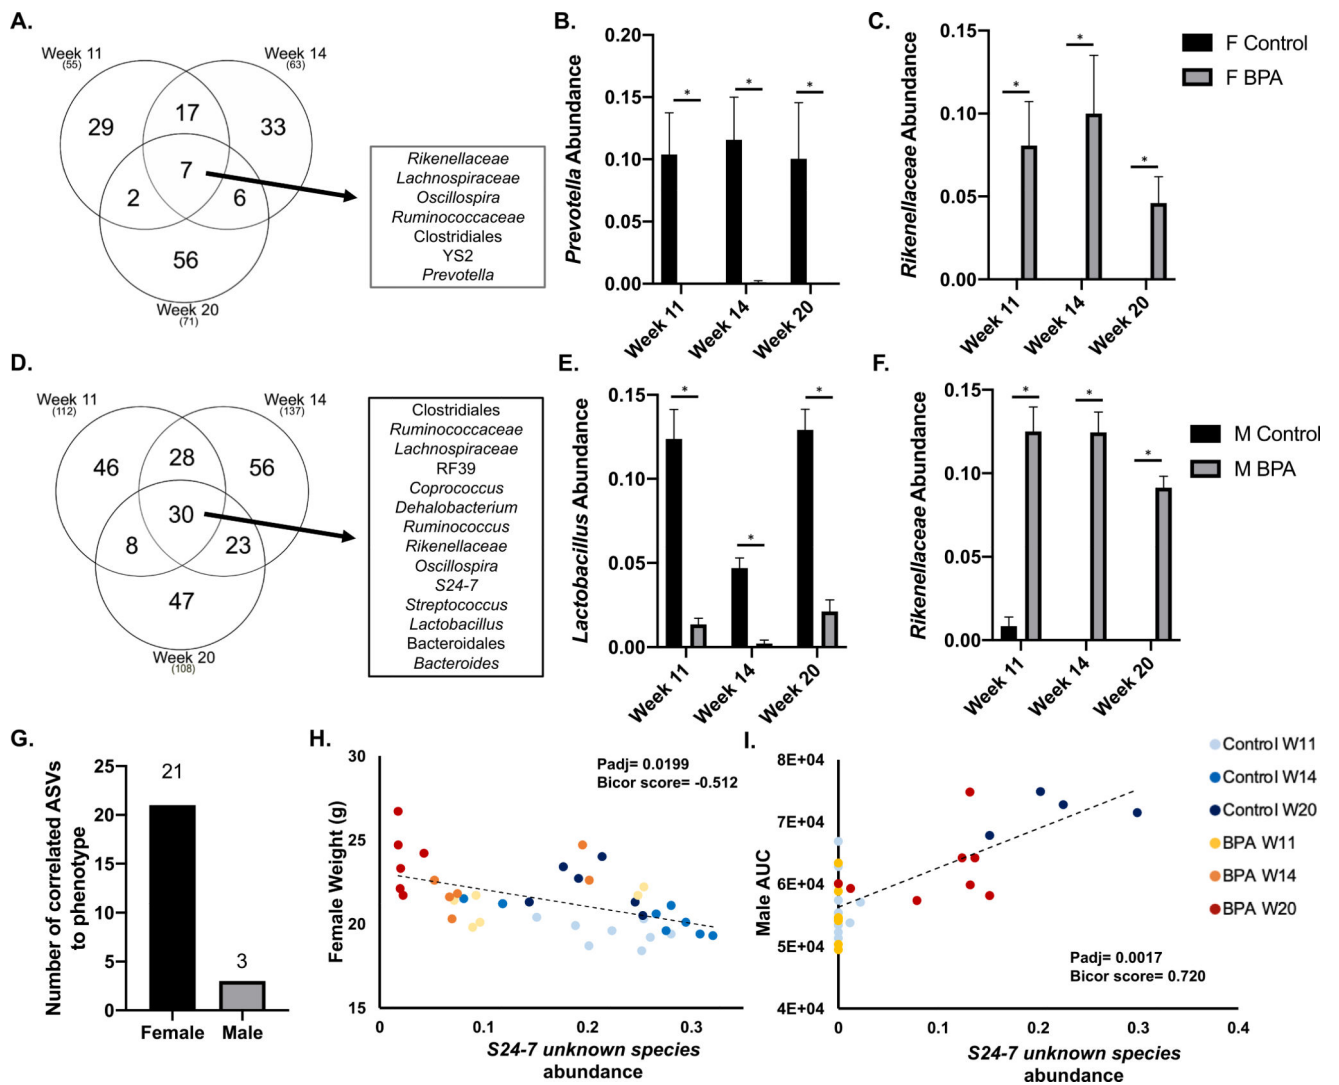 A.
Week 11
(55)
Week 14
(63)
29
17
33
7
2
6
56
Week 20
(71)
Rikenellaceae
Lachnospiraceae
Oscillospira
Ruminococcaceae
Clostridiales
YS2
Prevotella
B.
Prevotella Abundance
0.20
0.15
0.10
0.05
0.00
*
*
*
Week 11
Week 14
Week 20
C.
Rikenellaceae Abundance
0.15
0.10
0.05
0.00
*
*
*
Week 11
Week 14
Week 20
F Control
F BPA
D.
Week 11
(112)
Week 14
(137)
46
28
56
30
8
23
47
Week 20
(108)
Clostridiales
Ruminococcaceae
Lachnospiraceae
RF39
Coprococcus
Dehalobacterium
Ruminococcus
Rikenellaceae
Oscillospira
S24-7
Streptococcus
Lactobacillus
Bacteroidales
Bacteroides
E.
Lactobacillus Abundance
0.15
0.10
0.05
0.00
*
*
*
Week 11
Week 14
Week 20
F.
Rikenellaceae Abundance
0.15
0.10
0.05
0.00
*
*
*
Week 11
Week 14
Week 20
M Control
M BPA
G.
Number of correlated ASVs
to phenotype
25
20
15
10
5
0
21
3
Female
Male
H.
Female Weight (g)
30
25
20
15
0
0.1
0.2
0.3
Padj= 0.0199
Bicor score= -0.512
S24-7 unknown species
abundance
I.
Male AUC
8E+04
7E+04
6E+04
5E+04
4E+04
0
0.1
0.2
0.3
0.4
Padj= 0.0017
Bicor score= 0.720
S24-7 unknown species
abundance
Control W11
Control W14
Control W20
BPA W11
BPA W14
BPA W20